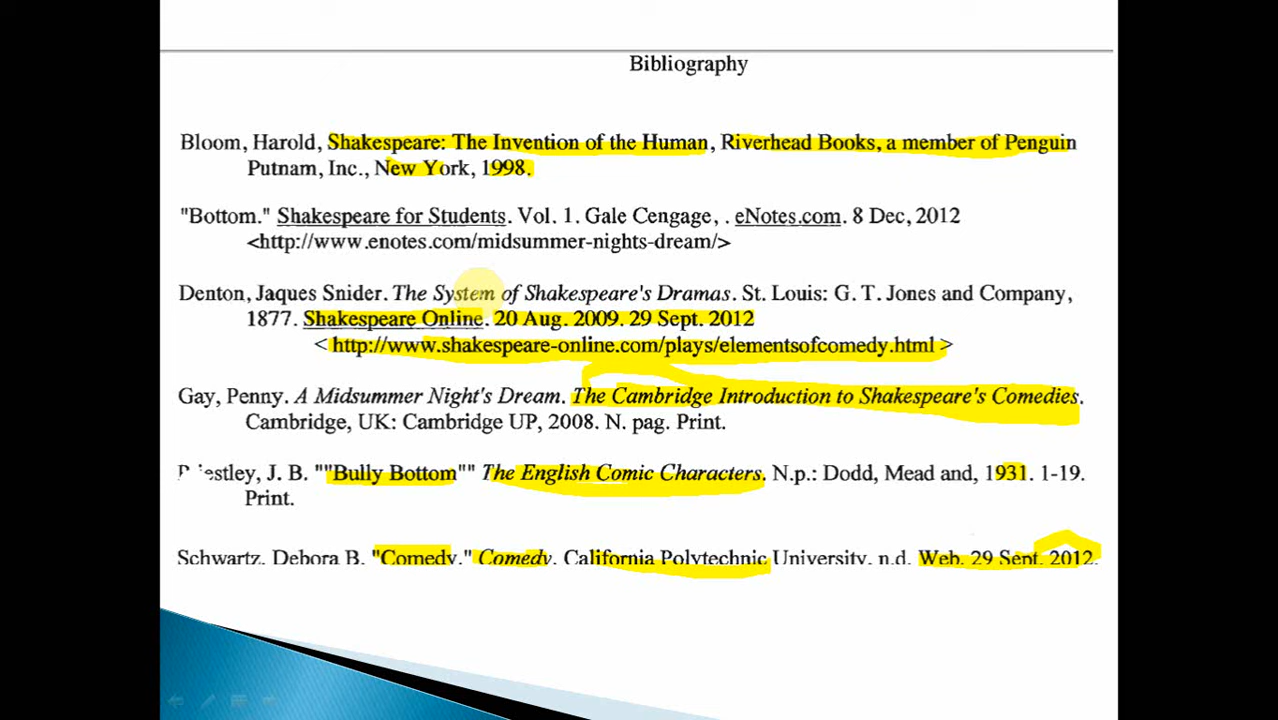 Bibliography
Bloom, Harold, Shakespeare: The Invention of the Human, Riverhead Books, a member of Penguin
Putnam, Inc., New York, 1998.
"Bottom." Shakespeare for Students. Vol. 1. Gale Cengage, . eNotes.com. 8 Dec, 2012
<http://www.enotes.com/midsummer-nights-dream/>
Denton, Jaques Snider. The System of Shakespeare's Dramas. St. Louis: G. T. Jones and Company,
1877. Shakespeare Online. 20 Aug. 2009. 29 Sept. 2012
< http://www.shakespeare-online.com/plays/elementsofcomedy.html >
Gay, Penny. A Midsummer Night's Dream. The Cambridge Introduction to Shakespeare's Comedies.
Cambridge, UK: Cambridge UP, 2008. N. pag. Print.
Priestley, J. B. ""Bully Bottom"" The English Comic Characters. N.p.: Dodd, Mead and, 1931. 1-19.
Print.
Schwartz, Debora B. "Comedy." Comedy. California Polytechnic University, n.d. Web. 29 Sept. 2012.